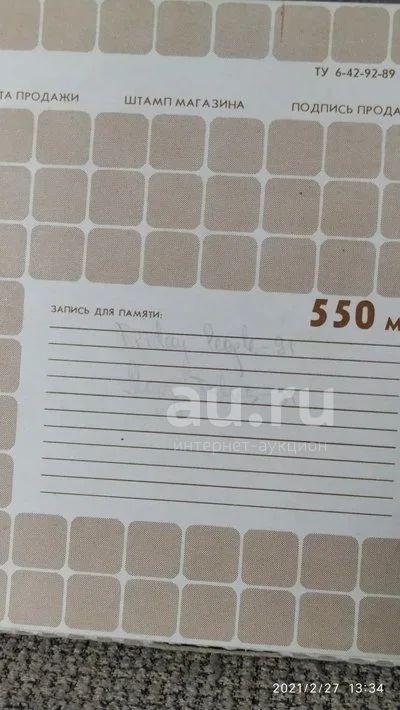 ТУ 6-42-92-89
ТА ПРОДАЖИ ШТАМП МАГАЗИНА ПОДПИСЬ ПРОДА
ЗАПИСЬ ДЛЯ ПАМЯТИ: 550 М
au.ru
интернет-аукцион
2021/2/27 13:34